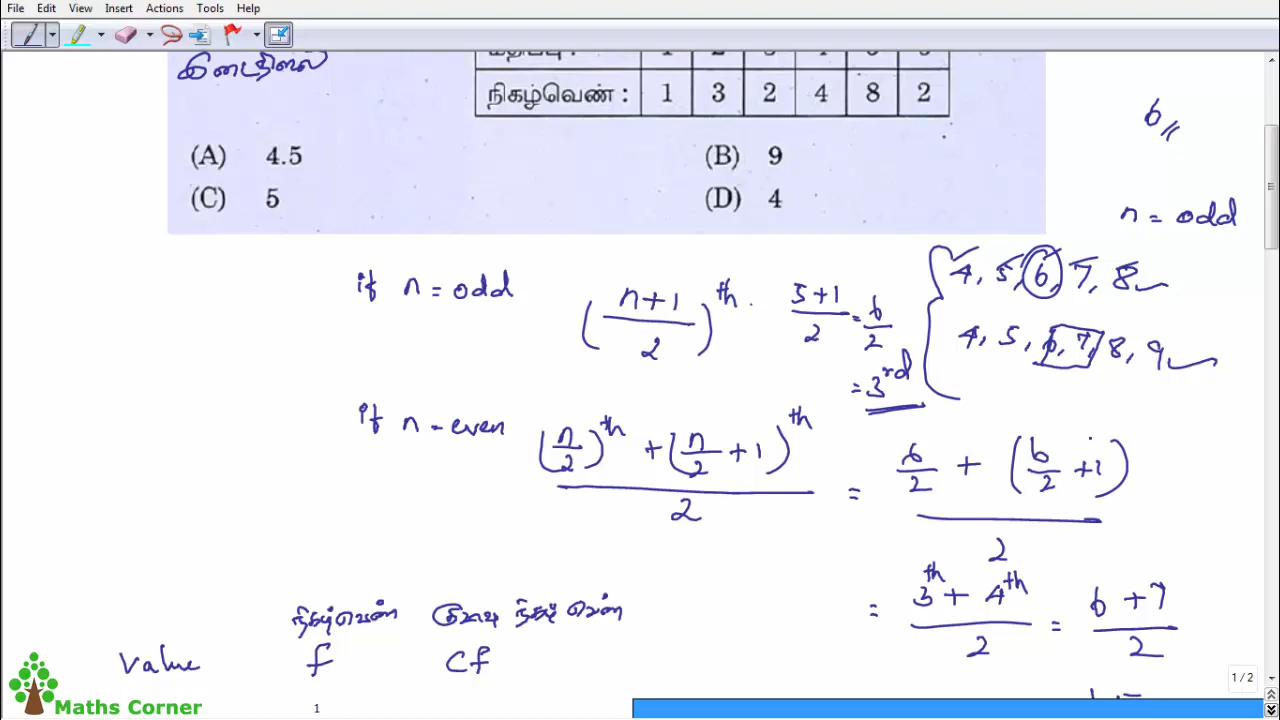 File Edit View Insert Actions Tools Help
இடைநிலை
நிகழ்வெண் : 1 3 2 4 8 2
(A) 4.5 (B) 9
(C) 5 (D) 4
6
n = odd
if n = odd (n+1/2)th . 5+1/2 = 6/2 = 3rd
4, 5, 6, 7, 8
4, 5, 6, 7, 8, 9
if n = even (n/2)th + (n/2 + 1)th / 2 = 6/2 + (6/2 + 1) / 2
= 3th + 4th / 2 = 6 + 7 / 2
நிகழ்வெண் குவிவு நிகழ்வெண்
Value f cf
Maths Corner
1
1 / 2